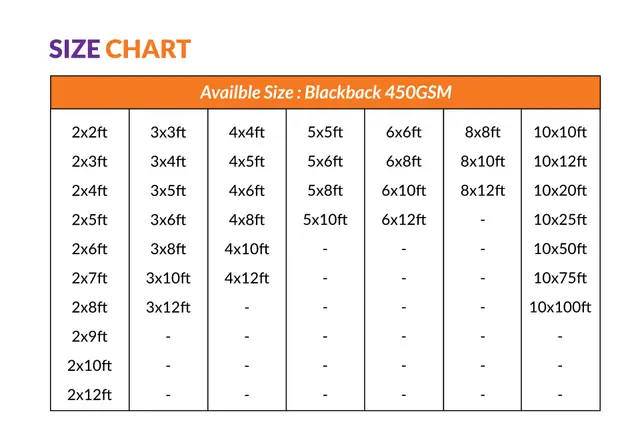 SIZE CHART
Availble Size : Blackback 450GSM
2x2ft 3x3ft 4x4ft 5x5ft 6x6ft 8x8ft 10x10ft
2x3ft 3x4ft 4x5ft 5x6ft 6x8ft 8x10ft 10x12ft
2x4ft 3x5ft 4x6ft 5x8ft 6x10ft 8x12ft 10x20ft
2x5ft 3x6ft 4x8ft 5x10ft 6x12ft - 10x25ft
2x6ft 3x8ft 4x10ft - - - 10x50ft
2x7ft 3x10ft 4x12ft - - - 10x75ft
2x8ft 3x12ft - - - - 10x100ft
2x9ft - - - - - -
2x10ft - - - - - -
2x12ft - - - - - -